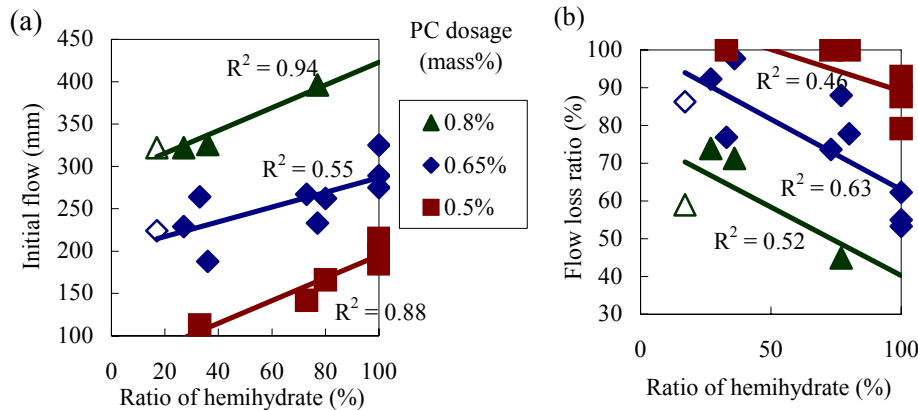 (a)
450
400
350
300
250
200
150
100
Initial flow (mm)
R² = 0.94
R² = 0.55
R² = 0.88
0 20 40 60 80 100
Ratio of hemihydrate (%)
PC dosage
(mass%)
0.8%
0.65%
0.5%
(b)
100
90
80
70
60
50
40
30
Flow loss ratio (%)
R² = 0.46
R² = 0.63
R² = 0.52
0 50 100
Ratio of hemihydrate (%)